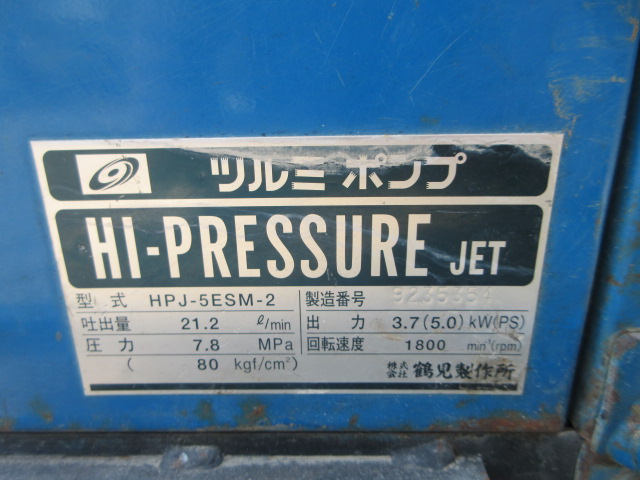 ツルミポンプ
HI-PRESSURE JET
型式 HPJ-5ESM-2 製造番号
吐出量 21.2 ℓ/min 出力 3.7(5.0) kW(PS)
圧力 7.8 MPa 回転速度 1800 min⁻¹(rpm)
( 80 kgf/cm²) 株式会社 鶴見製作所